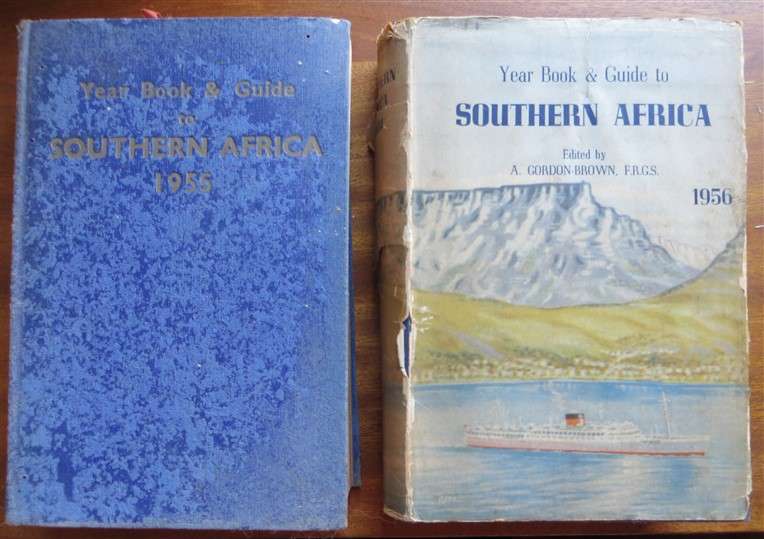 Year Book & Guide
to
SOUTHERN AFRICA
1955
Year Book & Guide to
SOUTHERN AFRICA
Edited by
A. GORDON-BROWN, F.R.G.S.
1956